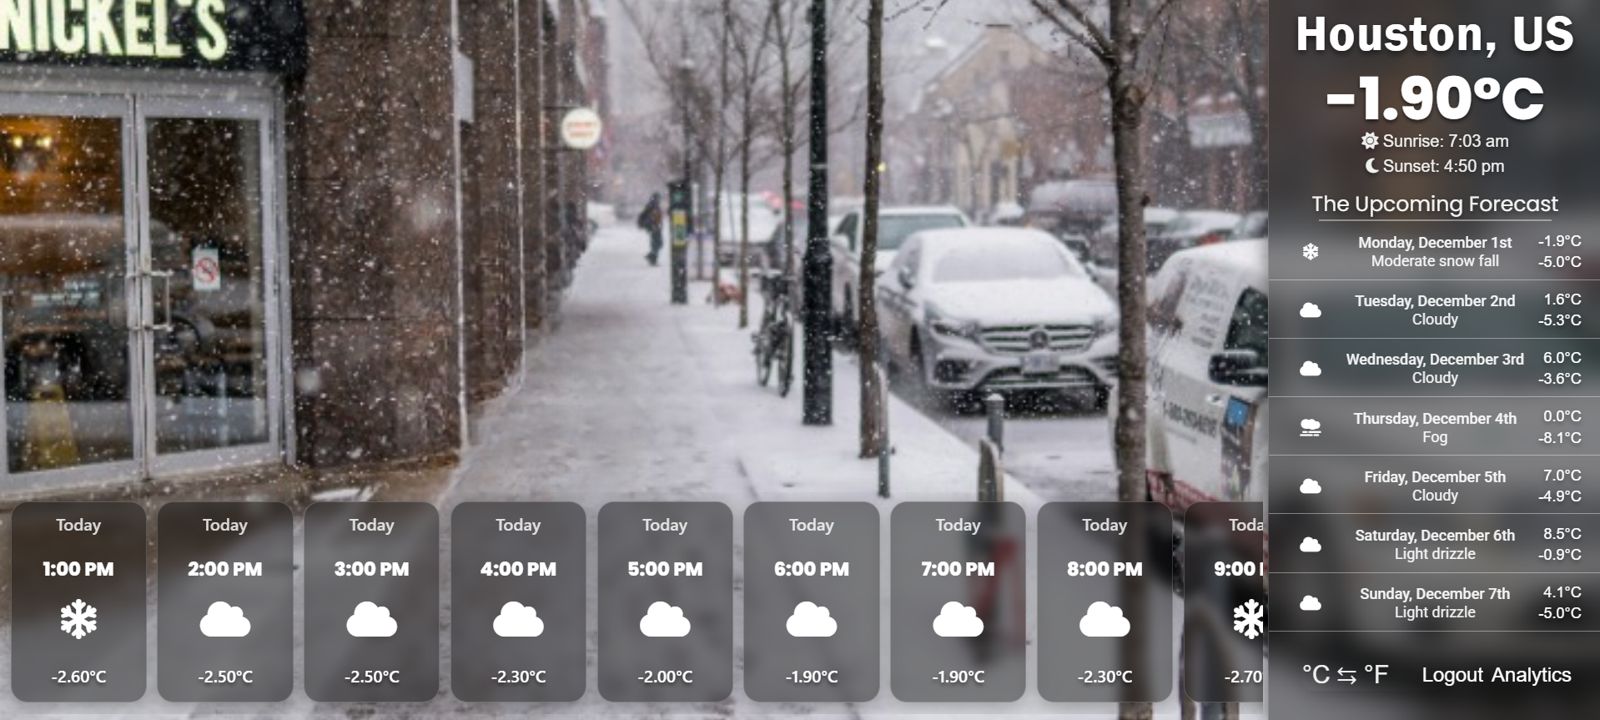 NICKEL'S
Houston, US
-1.90°C
Sunrise: 7:03 am
Sunset: 4:50 pm
The Upcoming Forecast
Monday, December 1st
Moderate snow fall
-1.9°C
-5.0°C
Tuesday, December 2nd
Cloudy
1.6°C
-5.3°C
Wednesday, December 3rd
Cloudy
6.0°C
-3.6°C
Thursday, December 4th
Fog
0.0°C
-8.1°C
Friday, December 5th
Cloudy
7.0°C
-4.9°C
Saturday, December 6th
Light drizzle
8.5°C
-0.9°C
Sunday, December 7th
Light drizzle
4.1°C
-5.0°C
°C ⇆ °F
Logout Analytics
Today
1:00 PM
-2.60°C
Today
2:00 PM
-2.50°C
Today
3:00 PM
-2.50°C
Today
4:00 PM
-2.30°C
Today
5:00 PM
-2.00°C
Today
6:00 PM
-1.90°C
Today
7:00 PM
-1.90°C
Today
8:00 PM
-2.30°C
Toda
9:00
-2.70